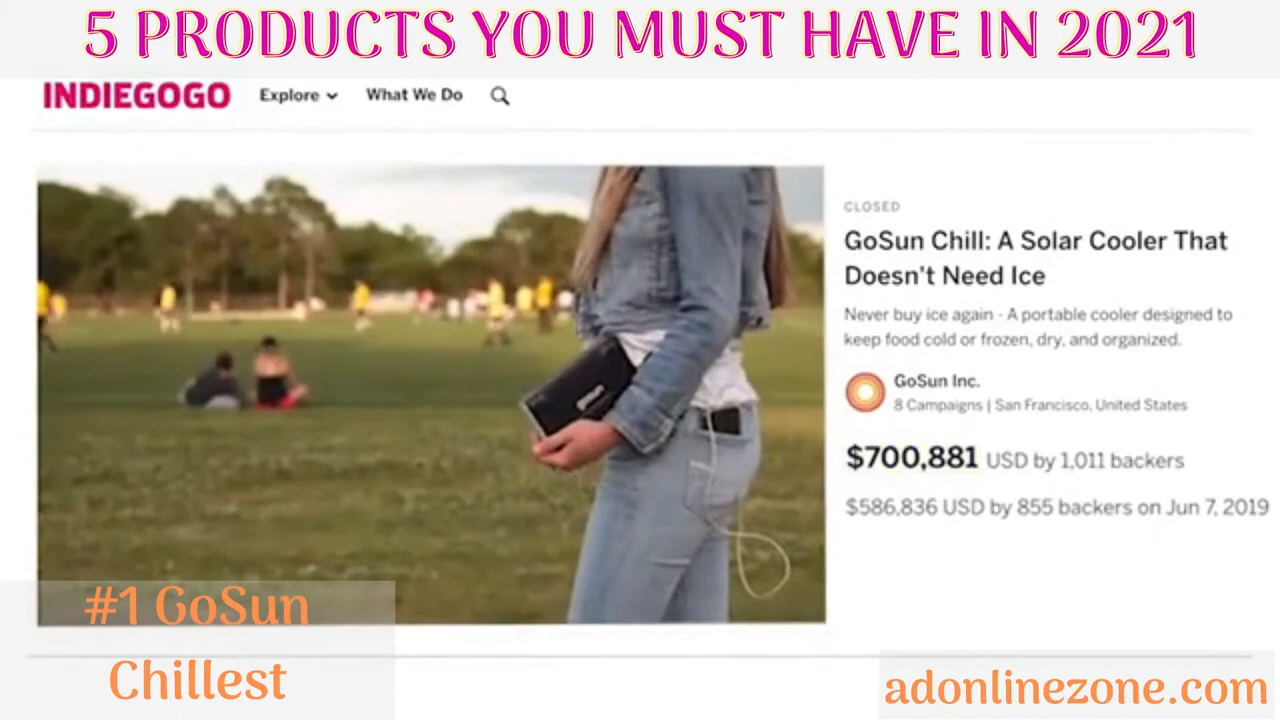 5 PRODUCTS YOU MUST HAVE IN 2021
INDIEGOGO Explore What We Do
CLOSED
GoSun Chill: A Solar Cooler That
Doesn't Need Ice
Never buy ice again - A portable cooler designed to
keep food cold or frozen, dry, and organized.
GoSun Inc.
8 Campaigns | San Francisco, United States
$700,881 USD by 1,011 backers
$586,836 USD by 855 backers on Jun 7, 2019
#1 GoSun
Chillest
adonlinezone.com